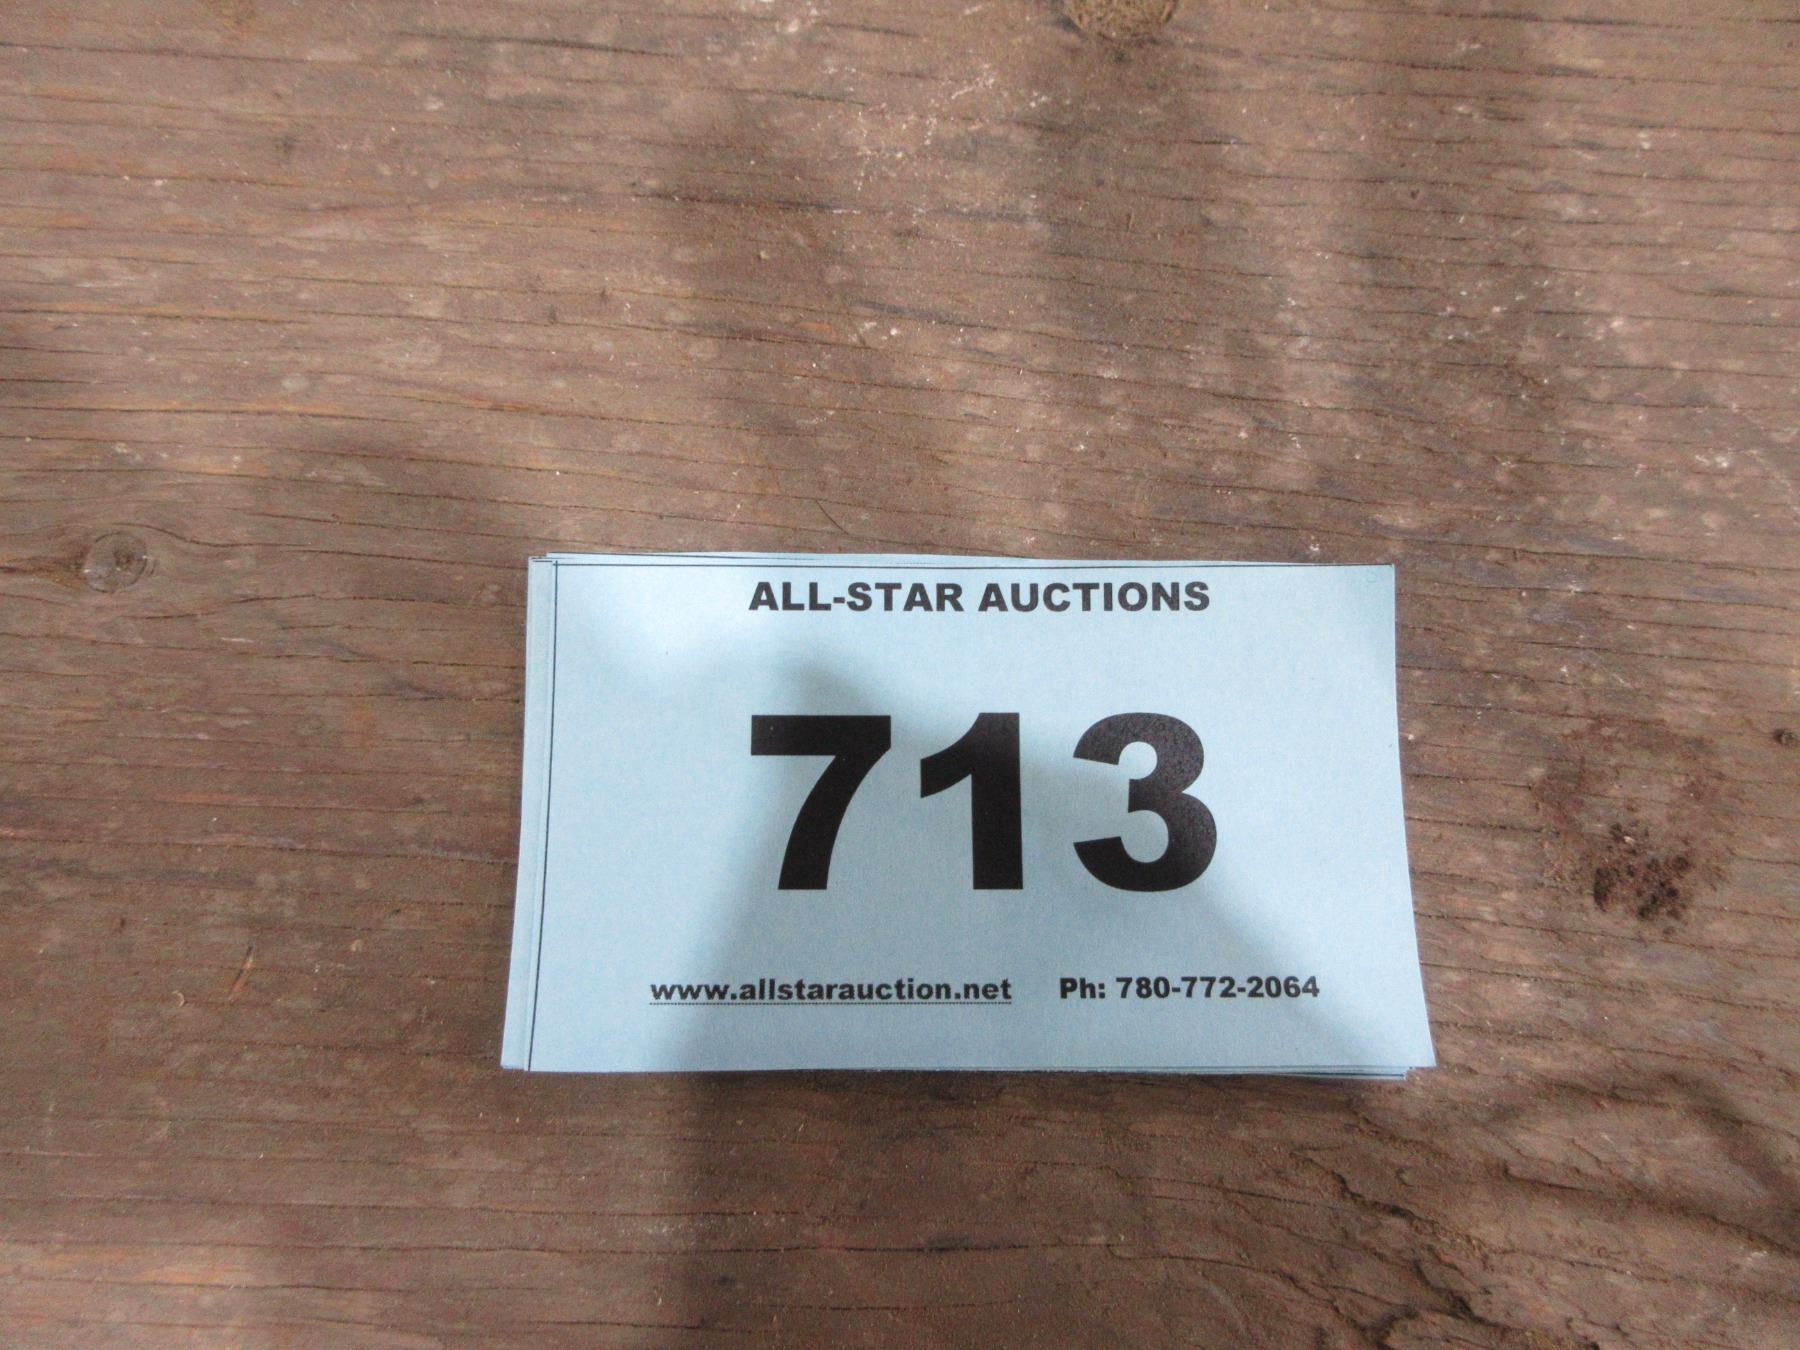 ALL-STAR AUCTIONS
713
www.allstarauction.net Ph: 780-772-2064